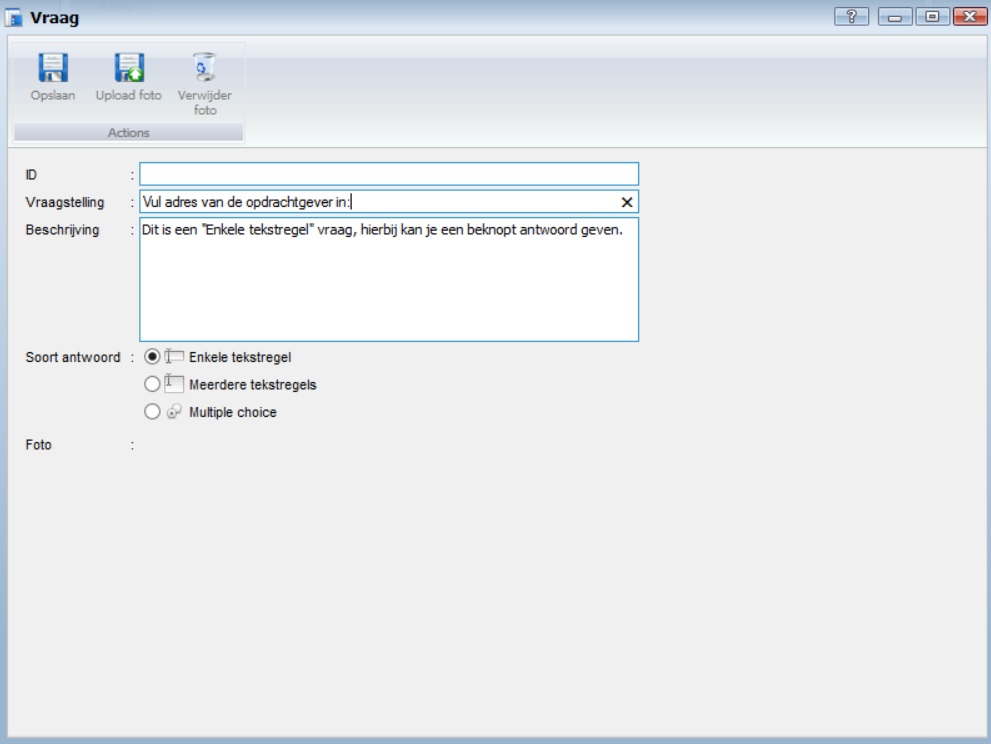 Vraag
?
Opslaan Upload foto Verwijder foto
Actions
ID :
Vraagstelling : Vul adres van de opdrachtgever in:
Beschrijving : Dit is een "Enkele tekstregel" vraag, hierbij kan je een beknopt antwoord geven.
Soort antwoord : Enkele tekstregel
Meerdere tekstregels
Multiple choice
Foto :